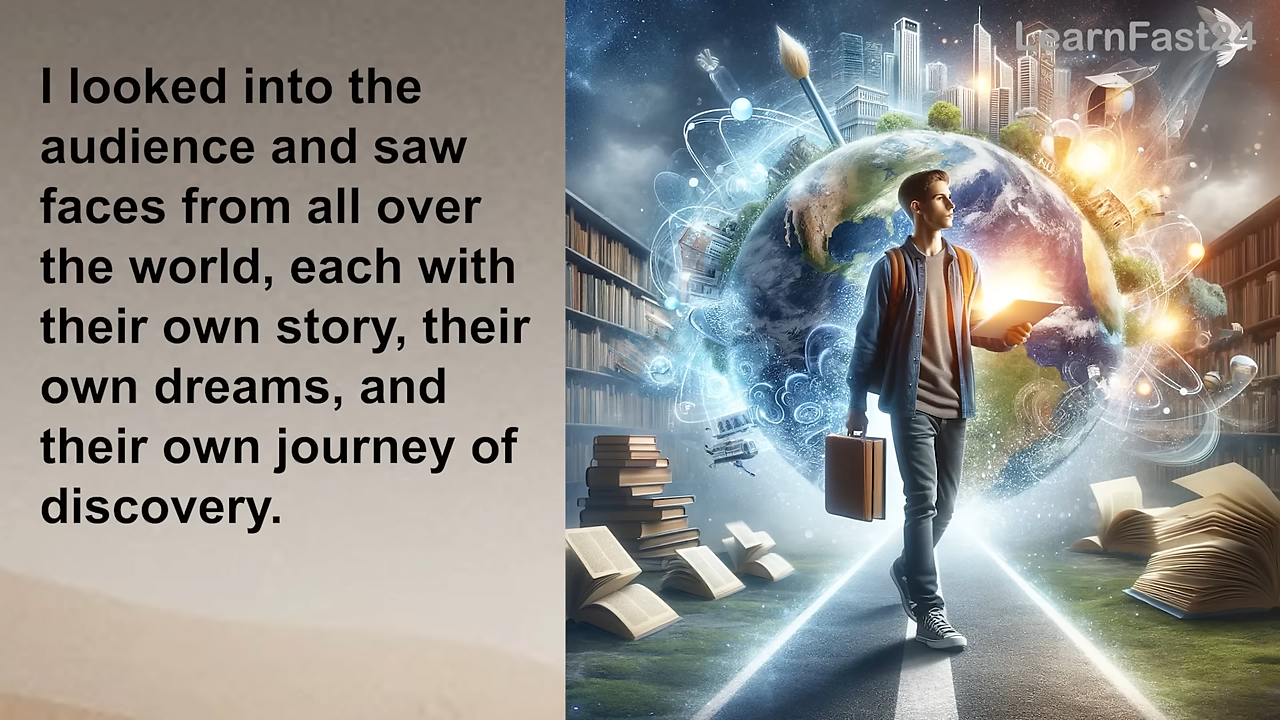 I looked into the
audience and saw
faces from all over
the world, each with
their own story, their
own dreams, and
their own journey of
discovery.
LearnFast24